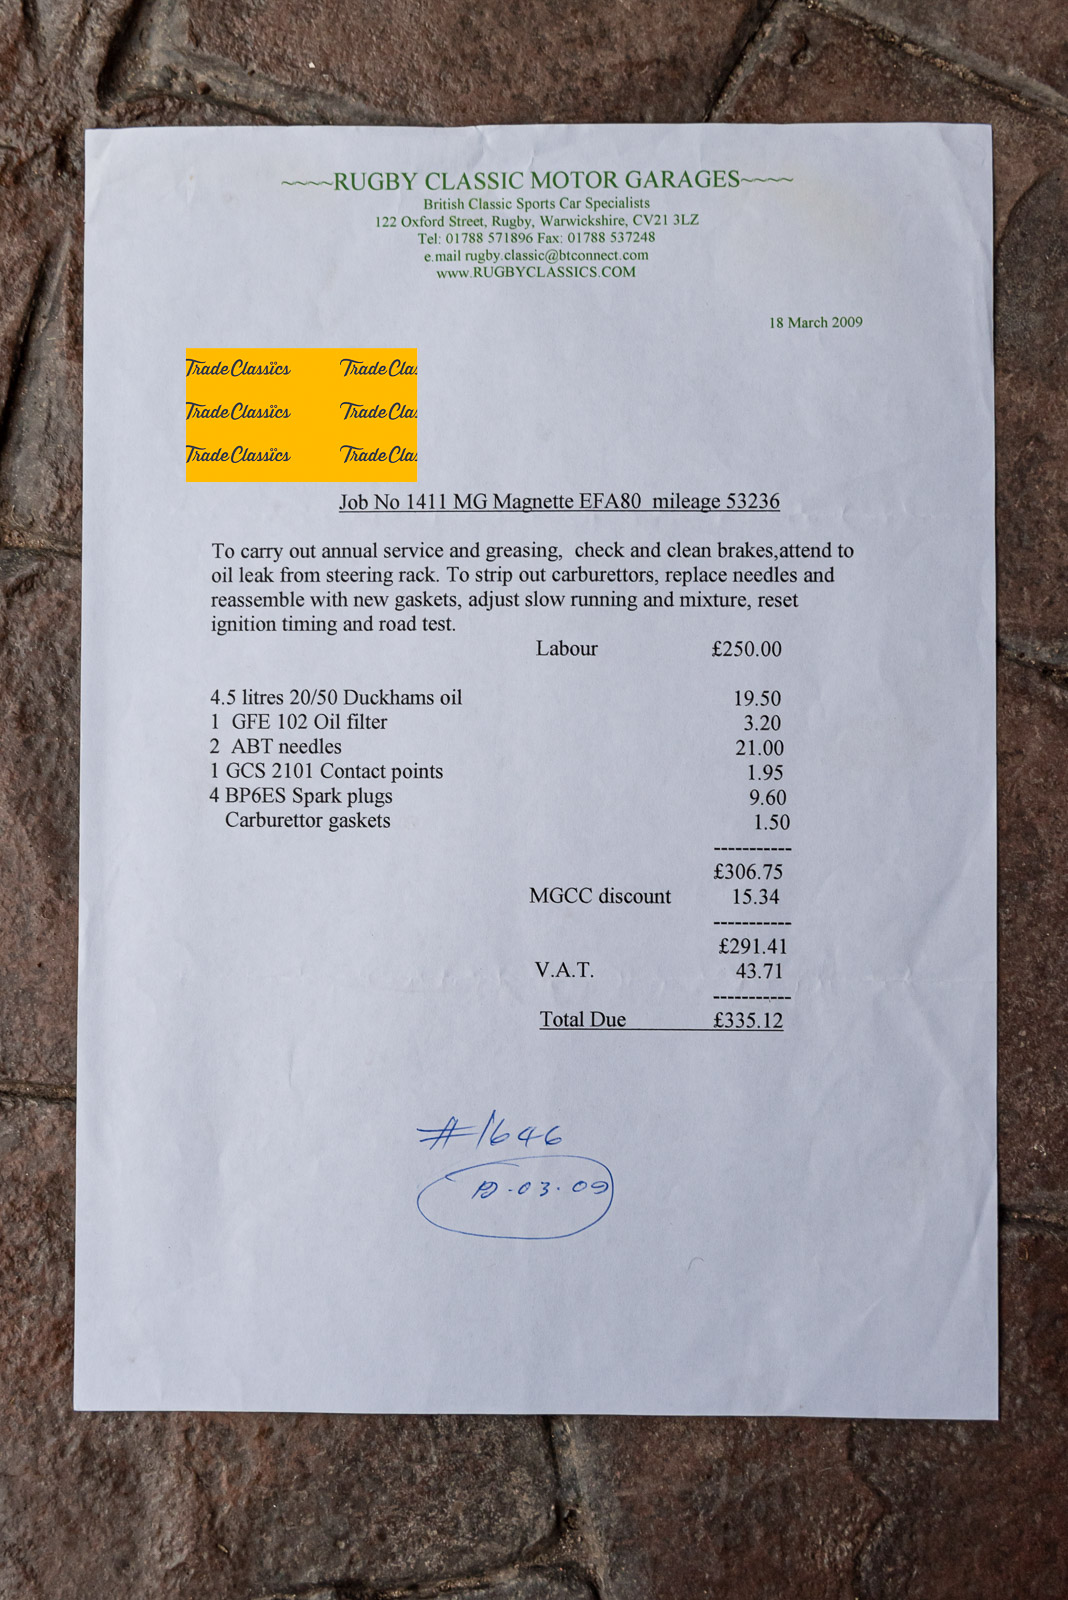 ~~~~RUGBY CLASSIC MOTOR GARAGES~~~~
British Classic Sports Car Specialists
122 Oxford Street, Rugby, Warwickshire, CV21 3LZ
Tel: 01788 571896 Fax: 01788 537248
e.mail rugby.classic@btconnect.com
www.RUGBYCLASSICS.COM
18 March 2009
Trade Classics Trade Clas
Trade Classics Trade Clas
Trade Classics Trade Clas
Job No 1411 MG Magnette EFA80 mileage 53236
To carry out annual service and greasing, check and clean brakes,attend to
oil leak from steering rack. To strip out carburettors, replace needles and
reassemble with new gaskets, adjust slow running and mixture, reset
ignition timing and road test.
Labour £250.00
4.5 litres 20/50 Duckhams oil 19.50
1 GFE 102 Oil filter 3.20
2 ABT needles 21.00
1 GCS 2101 Contact points 1.95
4 BP6ES Spark plugs 9.60
Carburettor gaskets 1.50
-----------
£306.75
MGCC discount 15.34
-----------
£291.41
V.A.T. 43.71
-----------
Total Due £335.12
#1646
.03.09